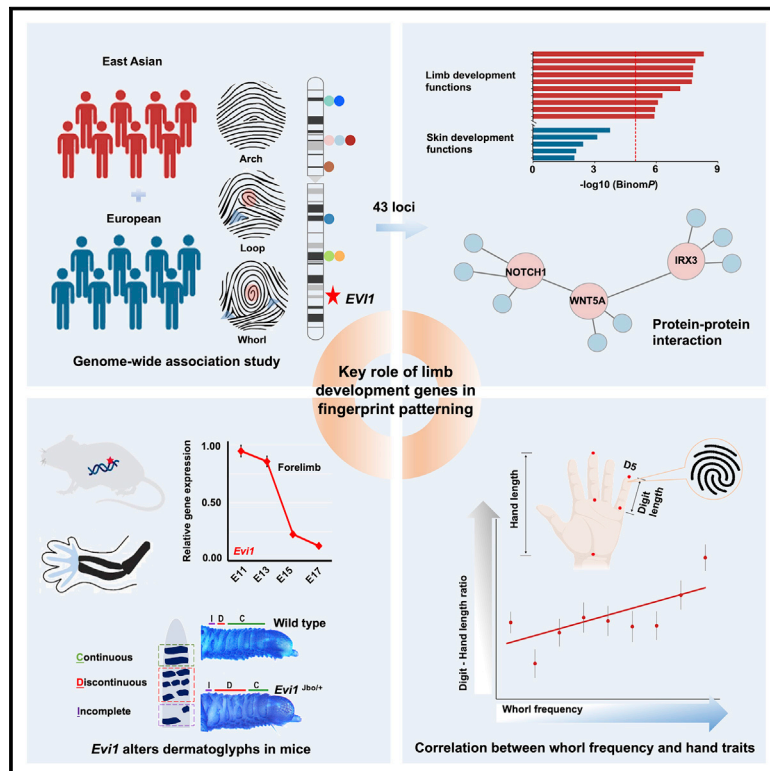 East Asian
European
Arch
Loop
Whorl
EVI1
Genome-wide association study
43 loci
Limb development
functions
Skin development
functions
0
3
6
9
-log10 (BinomP)
NOTCH1
WNT5A
IRX3
Protein-protein
interaction
Key role of limb
development genes in
fingerprint patterning
Relative gene expression
1.00
0.50
0.00
Forelimb
Evi1
E11
E13
E15
E17
Continuous
Discontinuous
Incomplete
I D C
Wild type
I D C
Evi1 Jbo/+
Evi1 alters dermatoglyphs in mice
Hand length
D5
Digit
length
Digit - Hand length ratio
Whorl frequency
Correlation between whorl frequency and hand traits